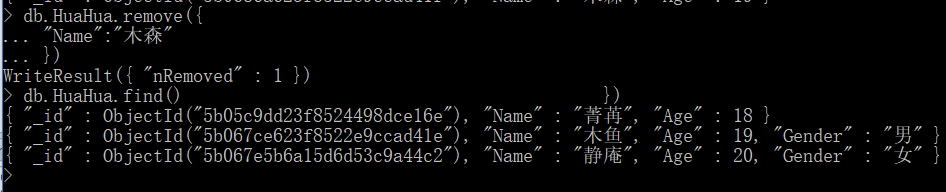 > db.HuaHua.remove({
... "Name":"木森"
... })
WriteResult({ "nRemoved" : 1 })
> db.HuaHua.find() })
{ "_id" : ObjectId("5b05c9dd23f8524498dce16e"), "Name" : "菁苒", "Age" : 18 }
{ "_id" : ObjectId("5b067ce623f8522e9ccad41e"), "Name" : "木鱼", "Age" : 19, "Gender" : "男" }
{ "_id" : ObjectId("5b067e5b6a15d6d53c9a44c2"), "Name" : "静庵", "Age" : 20, "Gender" : "女" }
>